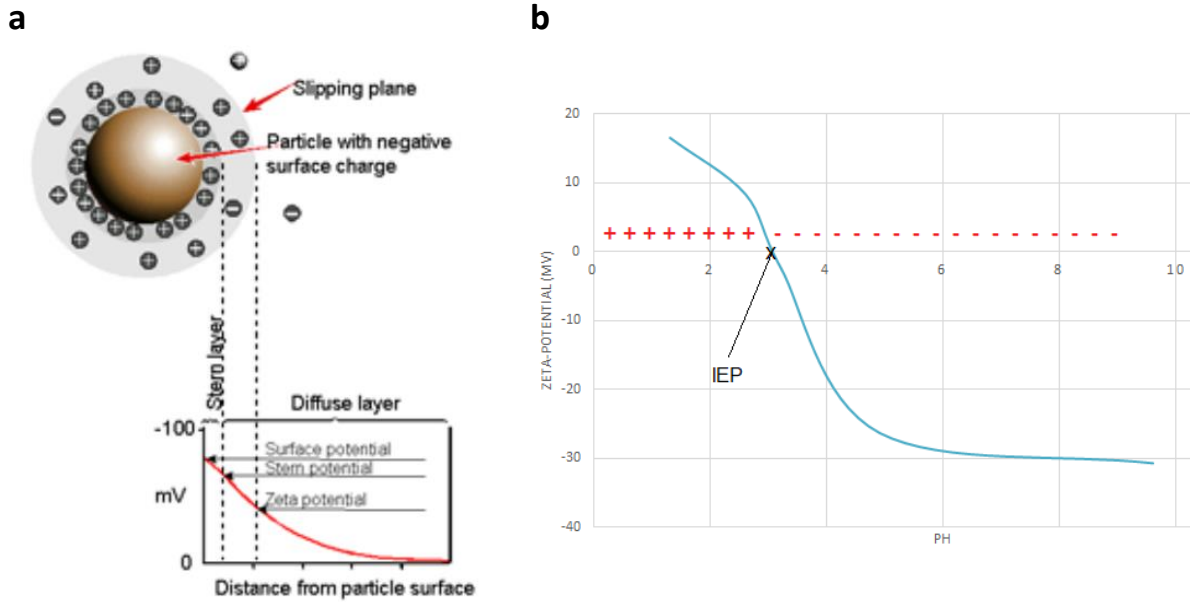 a
Slipping plane
Particle with negative
surface charge
Stern layer
Diffuse layer
-100
Surface potential
Stern potential
Zeta potential
mV
0
Distance from particle surface
b
20
10
0
-10
-20
-30
-40
ZETA-POTENTIAL (MV)
+ + + + + + + + - - - - - - - - - - - - - - - - - -
x
0 2 4 6 8 10
IEP
PH